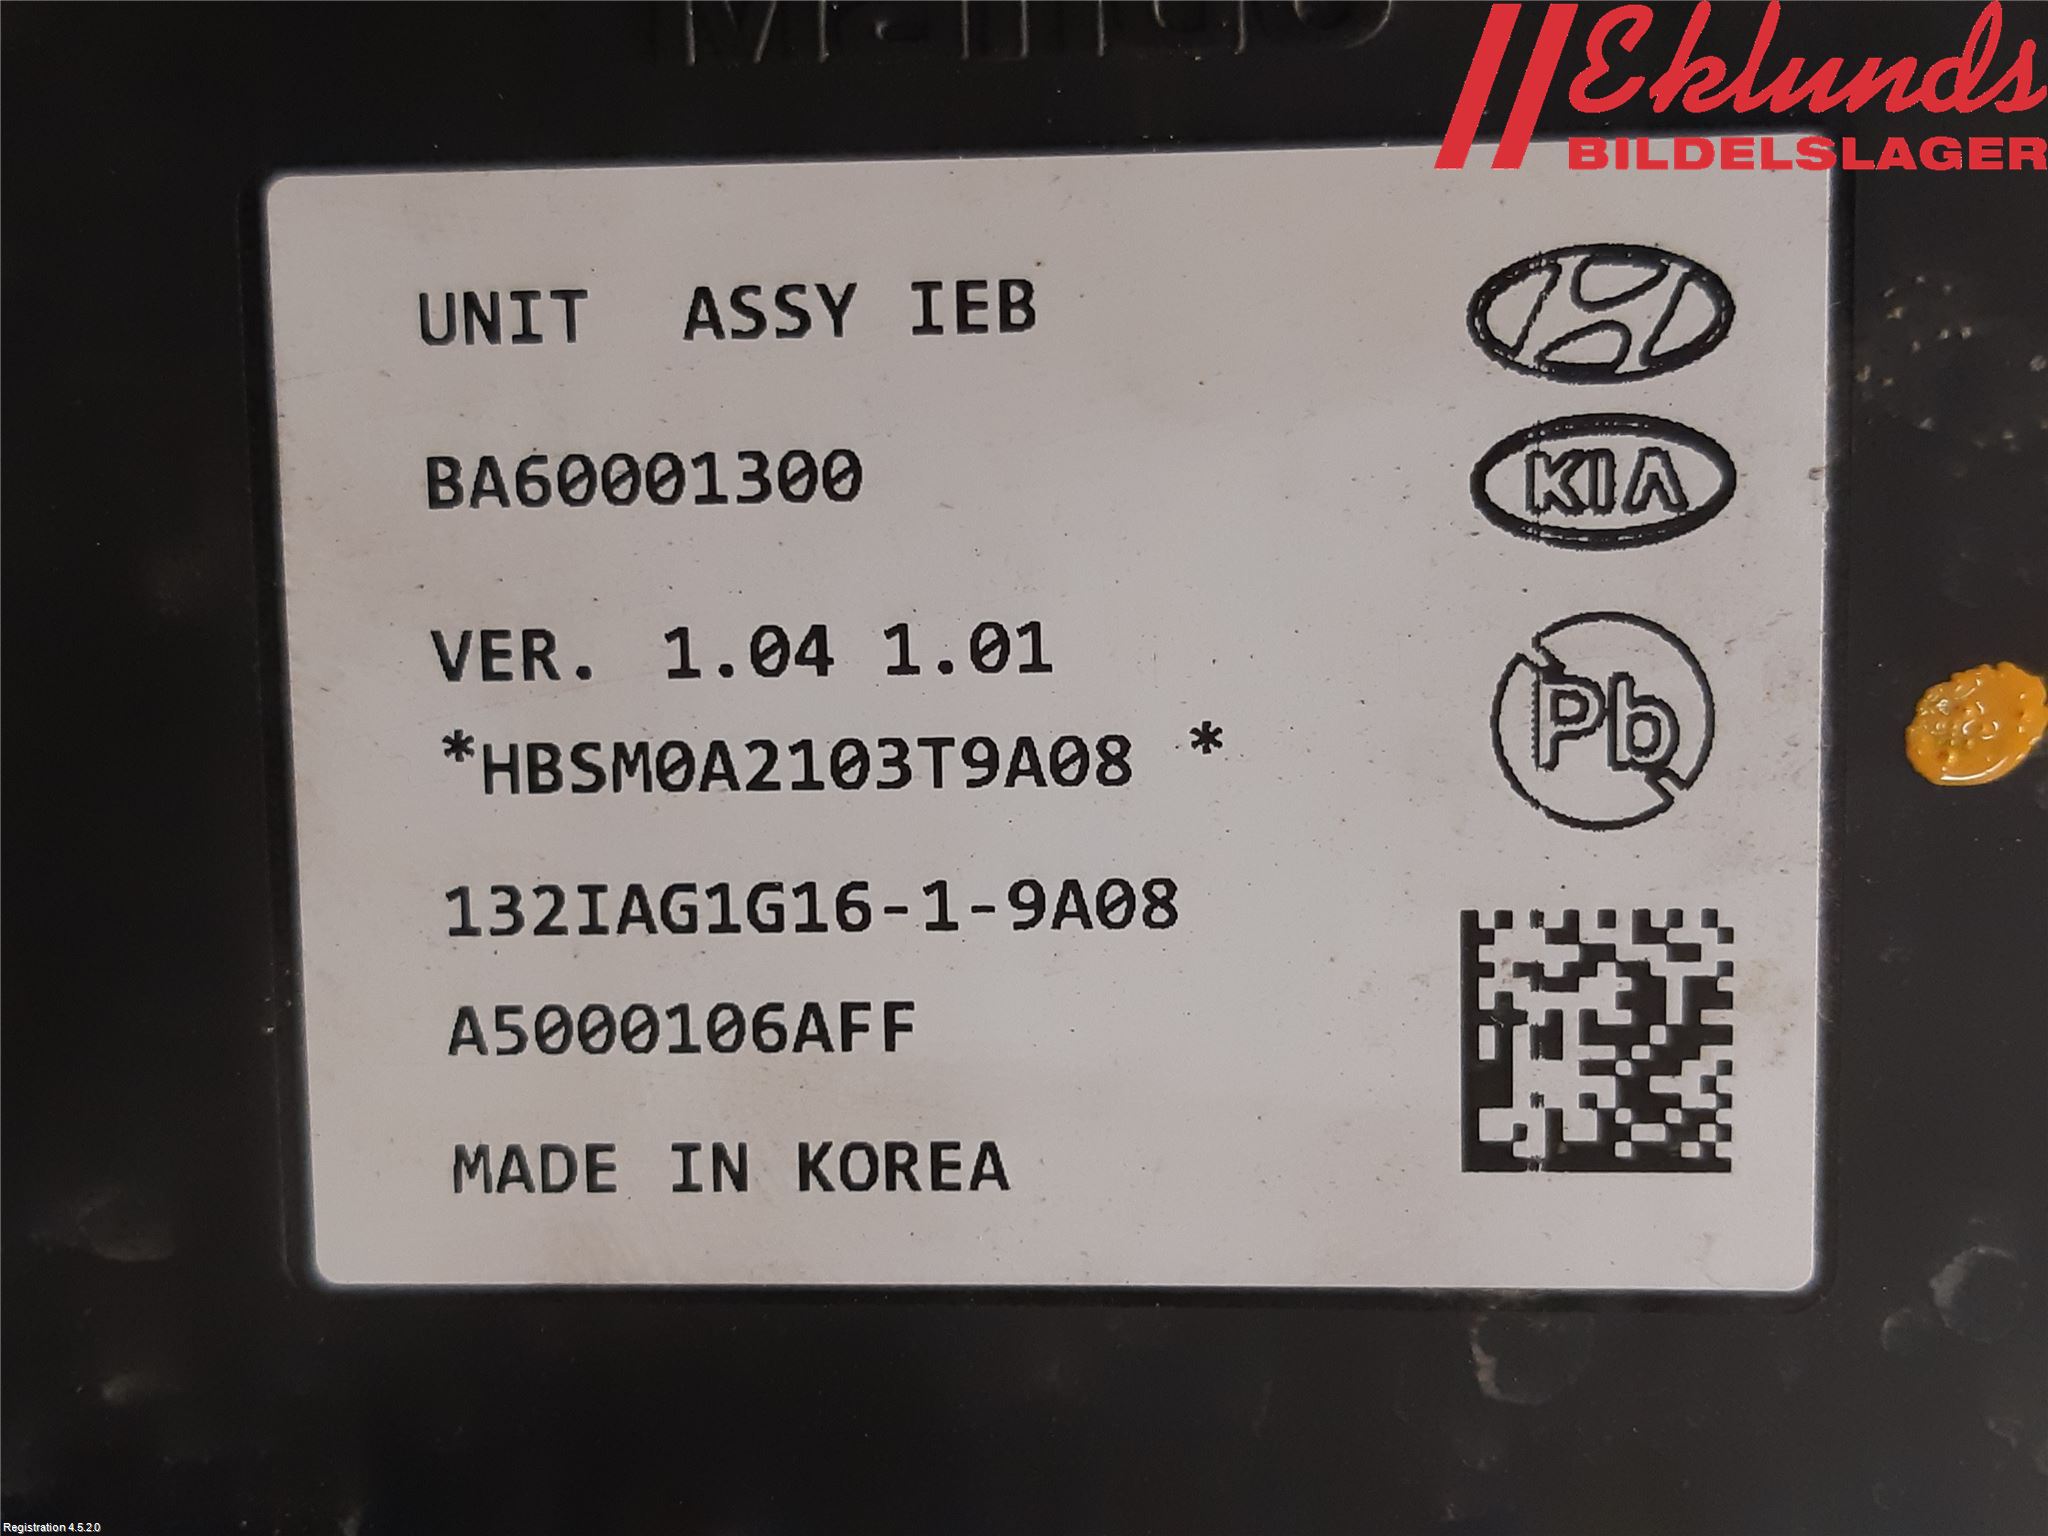 Mando
Eklunds
BILDELSLAGER
UNIT ASSY IEB
BA60001300
KIA
VER. 1.04 1.01
Pb
*HBSM0A2103T9A08 *
132IAG1G16-1-9A08
A5000106AFF
MADE IN KOREA
Registration 4.5.2.0